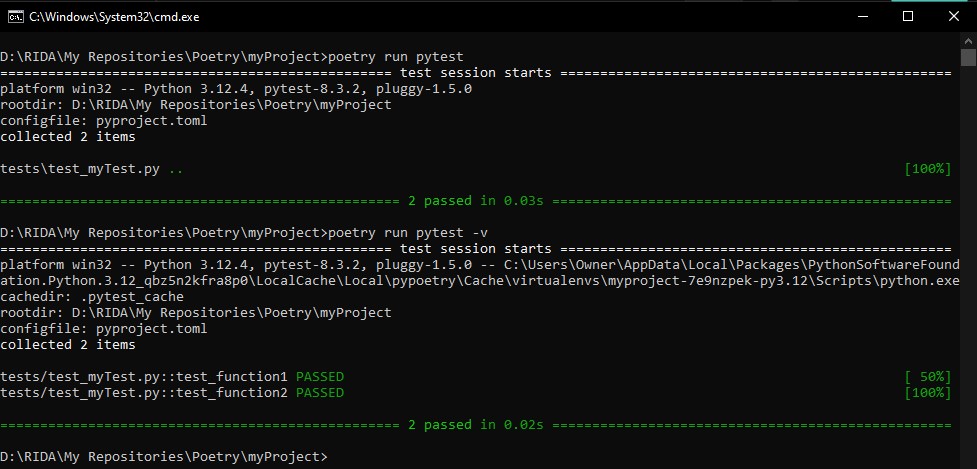 C:\Windows\System32\cmd.exe
D:\RIDA\My Repositories\Poetry\myProject>poetry run pytest
================================================= test session starts =================================================
platform win32 -- Python 3.12.4, pytest-8.3.2, pluggy-1.5.0
rootdir: D:\RIDA\My Repositories\Poetry\myProject
configfile: pyproject.toml
collected 2 items
tests\test_myTest.py .. [100%]
================================================== 2 passed in 0.03s ==================================================
D:\RIDA\My Repositories\Poetry\myProject>poetry run pytest -v
================================================= test session starts =================================================
platform win32 -- Python 3.12.4, pytest-8.3.2, pluggy-1.5.0 -- C:\Users\Owner\AppData\Local\Packages\PythonSoftwareFound
ation.Python.3.12_qbz5n2kfra8p0\LocalCache\Local\pypoetry\Cache\virtualenvs\myproject-7e9nzpek-py3.12\Scripts\python.exe
cachedir: .pytest_cache
rootdir: D:\RIDA\My Repositories\Poetry\myProject
configfile: pyproject.toml
collected 2 items
tests/test_myTest.py::test_function1 PASSED [ 50%]
tests/test_myTest.py::test_function2 PASSED [100%]
================================================== 2 passed in 0.02s ==================================================
D:\RIDA\My Repositories\Poetry\myProject>